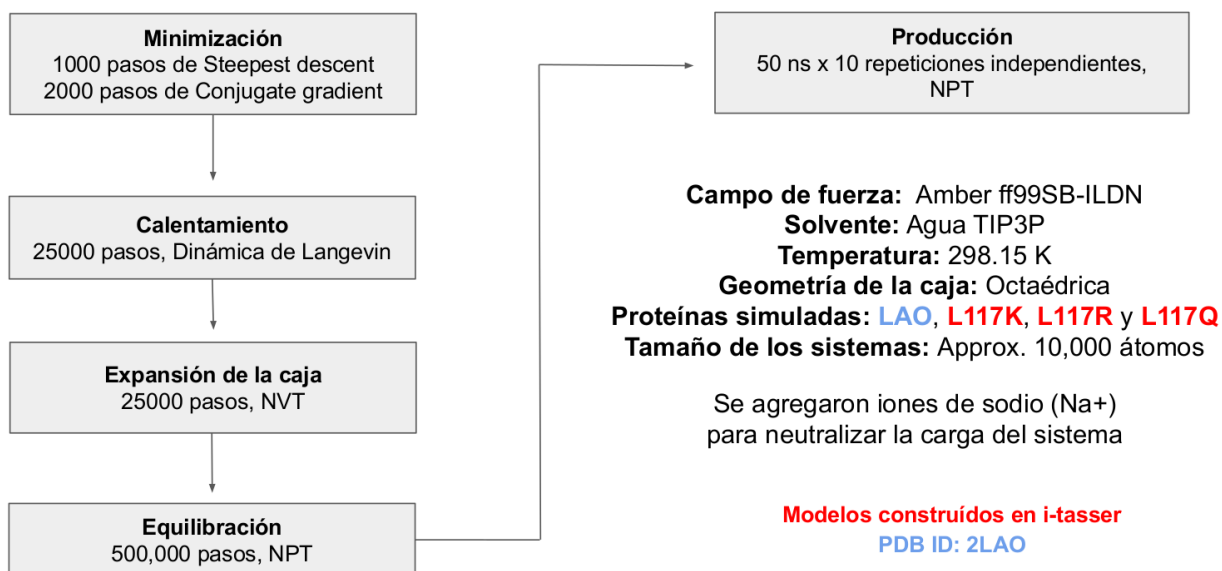 Minimización
1000 pasos de Steepest descent
2000 pasos de Conjugate gradient
Calentamiento
25000 pasos, Dinámica de Langevin
Expansión de la caja
25000 pasos, NVT
Equilibración
500,000 pasos, NPT
Producción
50 ns x 10 repeticiones independientes,
NPT
Campo de fuerza: Amber ff99SB-ILDN
Solvente: Agua TIP3P
Temperatura: 298.15 K
Geometría de la caja: Octaédrica
Proteínas simuladas: LAO, L117K, L117R y L117Q
Tamaño de los sistemas: Approx. 10,000 átomos
Se agregaron iones de sodio (Na+)
para neutralizar la carga del sistema
Modelos construídos en i-tasser
PDB ID: 2LAO